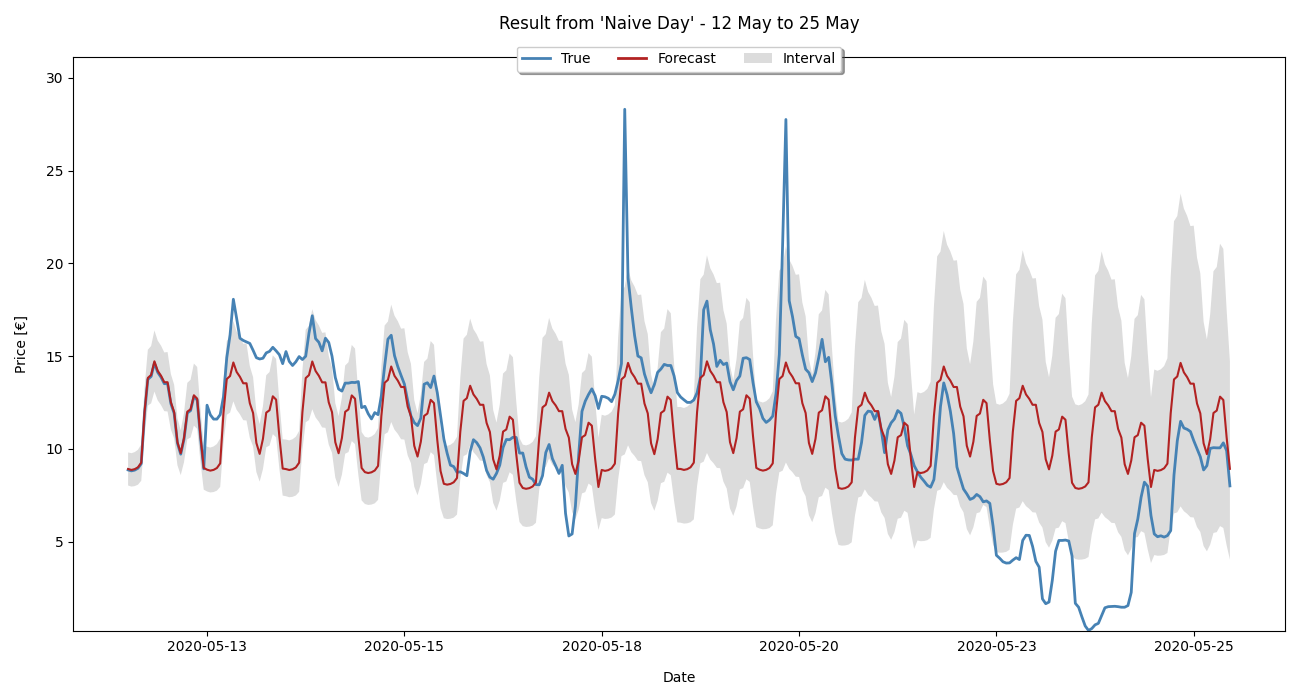 Result from 'Naive Day' - 12 May to 25 May
True Forecast Interval
30
25
20
15
10
5
Price [€]
2020-05-13 2020-05-15 2020-05-18 2020-05-20 2020-05-23 2020-05-25
Date